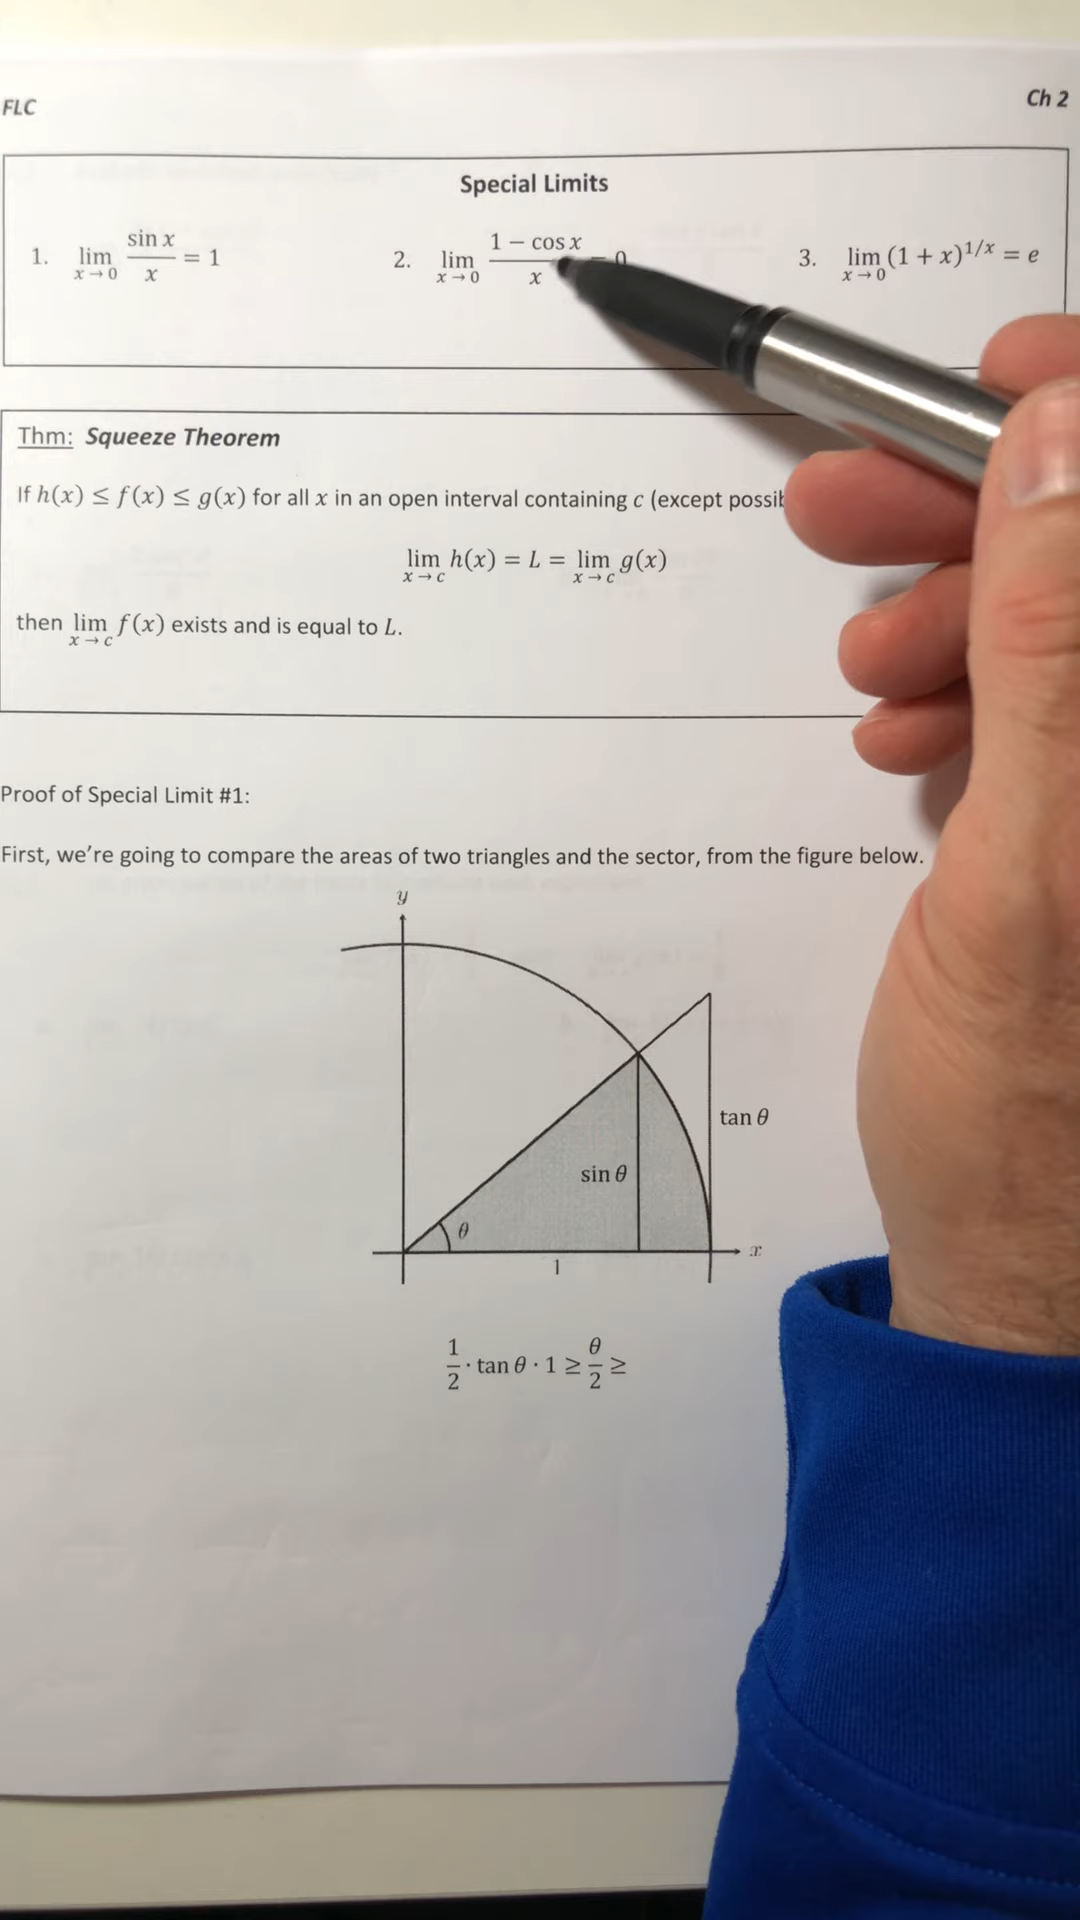 FLC
Ch 2
Special Limits
1. lim x→0 sin x / x = 1
2. lim x→0 1 − cos x / x = 0
3. lim x→0 (1 + x)^1/x = e
Thm: Squeeze Theorem
If h(x) ≤ f(x) ≤ g(x) for all x in an open interval containing c (except
lim x→c h(x) = L = lim x→c g(x)
then lim x→c f(x) exists and is equal to L.
Proof of Special Limit #1:
First, we're going to compare the areas of two triangles and the sector, from the figure below.
y
tan θ
sin θ
θ
x
1
1/2 · tan θ · 1 ≥ θ/2 ≥